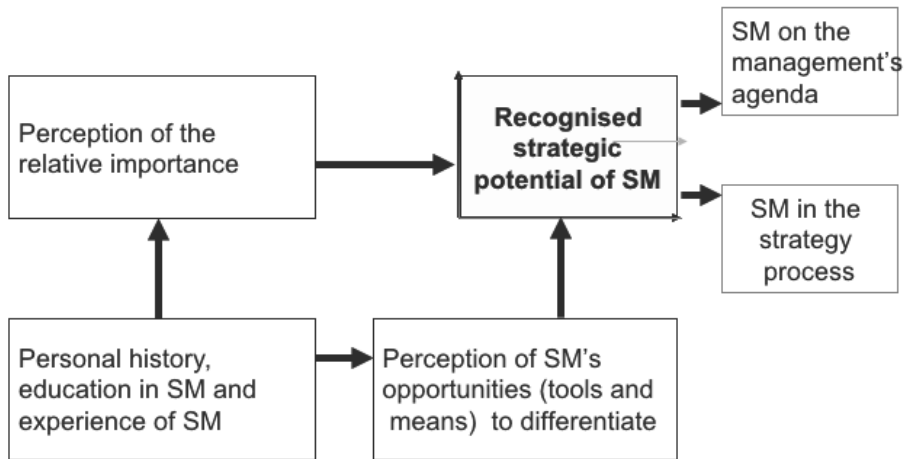 SM on the
management's
agenda
Perception of the
relative importance
Recognised
strategic
potential of SM
SM in the
strategy
process
Personal history,
education in SM and
experience of SM
Perception of SM's
opportunities (tools and
means) to differentiate